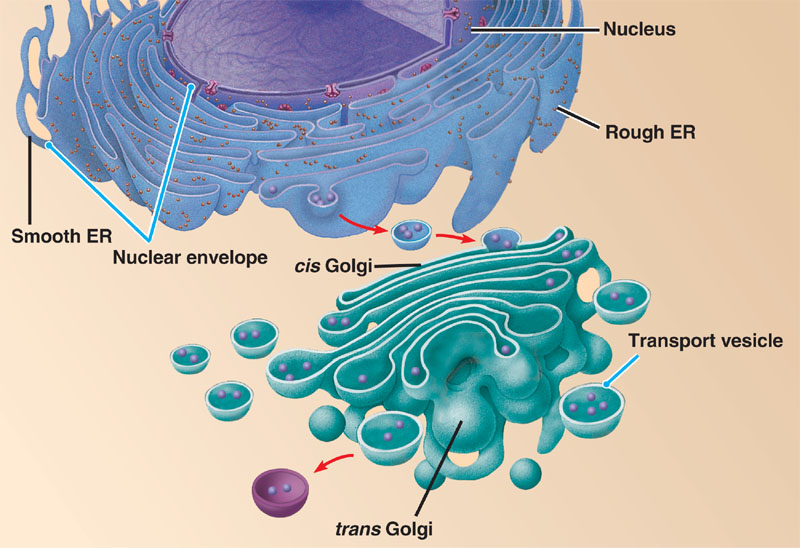 Nucleus
Rough ER
Smooth ER
Nuclear envelope
cis Golgi
Transport vesicle
trans Golgi